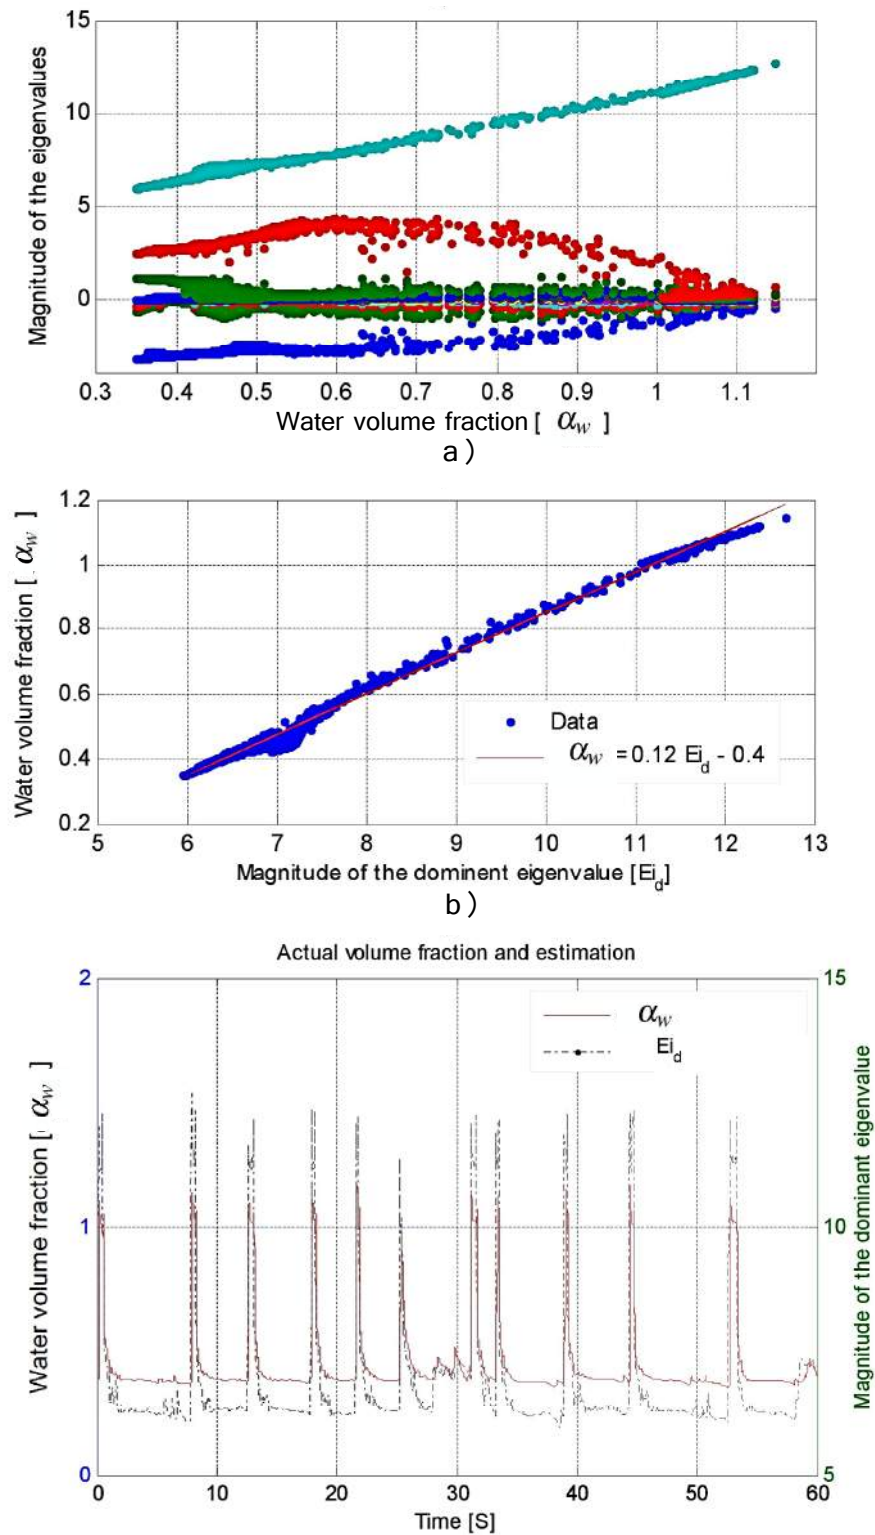 15
10
5
0
Magnitude of the eigenvalues
0.3 0.4 0.5 0.6 0.7 0.8 0.9 1 1.1
Water volume fraction [ αw ]
a)
1.2
1
0.8
0.6
0.4
0.2
Water volume fraction [ αw ]
Data
αw = 0.12 Eid - 0.4
5 6 7 8 9 10 11 12 13
Magnitude of the dominent eigenvalue [Eid]
b)
Actual volume fraction and estimation
2
1
0
Water volume fraction [ αw ]
αw
Eid
15
10
5
Magnitude of the dominant eigenvalue
0 10 20 30 40 50 60
Time [S]